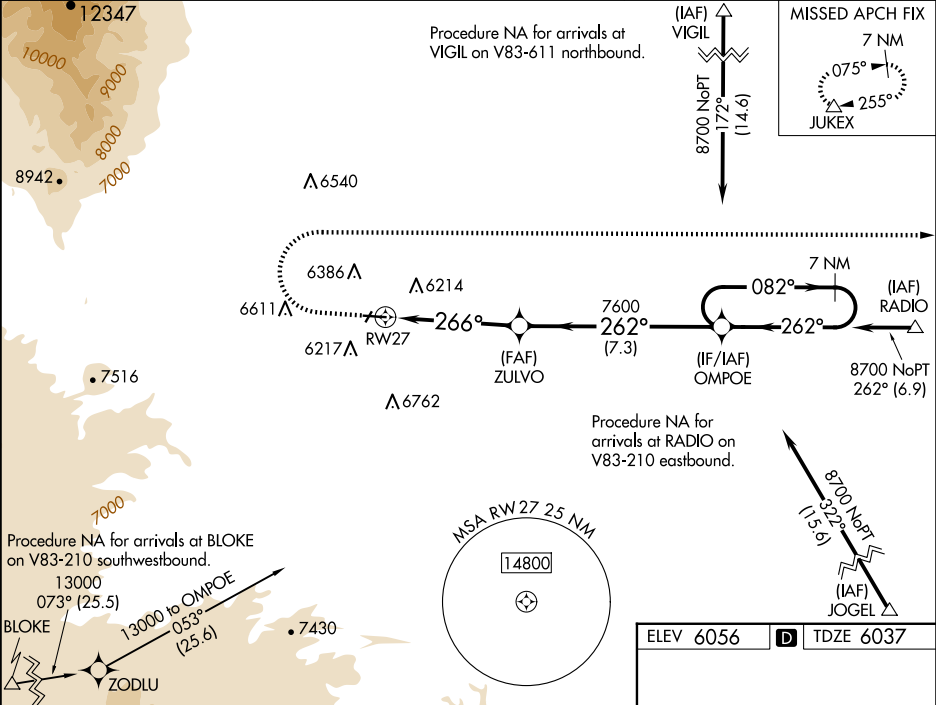 12347
10000
9000
8000
7000
8942
Procedure NA for arrivals at
VIGIL on V83-611 northbound.
(IAF)
VIGIL
8700 NoPT
172°
(14.6)
MISSED APCH FIX
7 NM
075°
255°
JUKEX
6540
6386
6214
6611
6217
RW27
266°
(FAF)
ZULVO
7600
262°
(7.3)
(IF/IAF)
OMPOE
7 NM
082°
262°
(IAF)
RADIO
8700 NoPT
262° (6.9)
7516
6762
Procedure NA for
arrivals at RADIO on
V83-210 eastbound.
7000
Procedure NA for arrivals at BLOKE
on V83-210 southwestbound.
13000
073° (25.5)
BLOKE
ZODLU
13000 to OMPOE
053°
(25.6)
7430
MSA RW27 25 NM
14800
8700 NoPT
322°
(15.6)
(IAF)
JOGEL
ELEV 6056
D
TDZE 6037